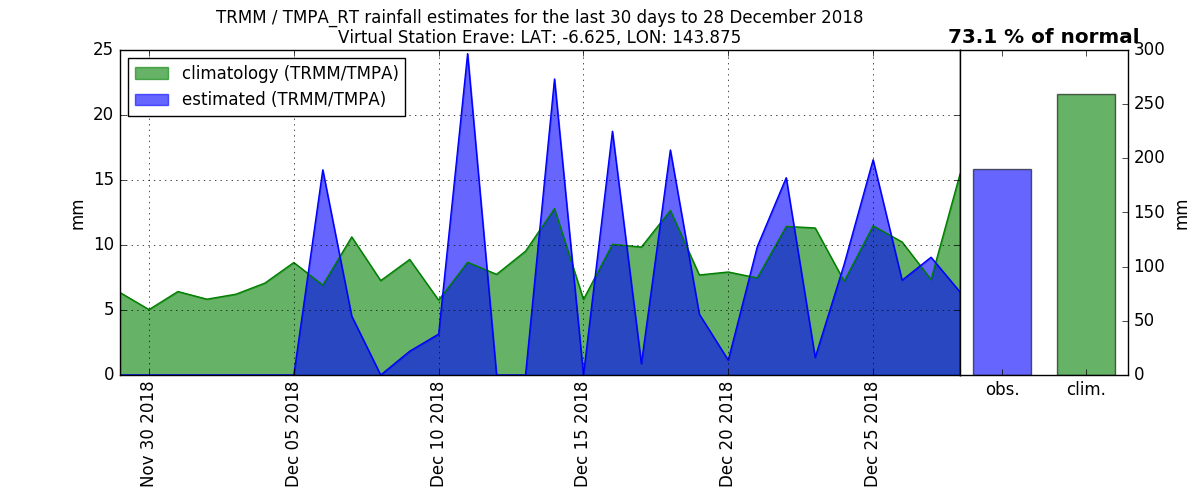 TRMM / TMPA_RT rainfall estimates for the last 30 days to 28 December 2018
Virtual Station Erave: LAT: -6.625, LON: 143.875
73.1 % of normal
climatology (TRMM/TMPA)
estimated (TRMM/TMPA)
25
20
15
10
5
0
mm
Nov 30 2018
Dec 05 2018
Dec 10 2018
Dec 15 2018
Dec 20 2018
Dec 25 2018
obs.
clim.
300
250
200
150
100
50
0
mm